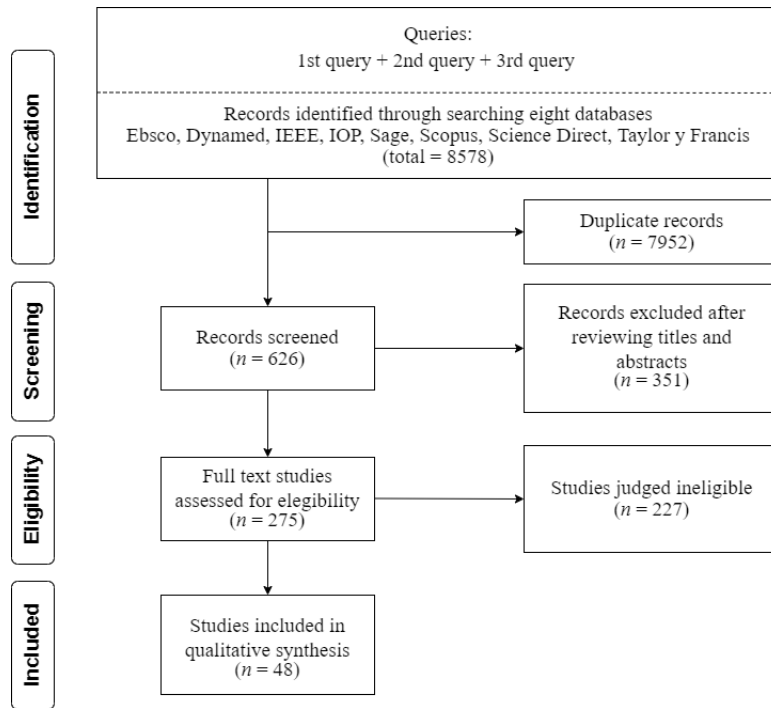 Identification
Queries:
1st query + 2nd query + 3rd query
Records identified through searching eight databases
Ebsco, Dynamed, IEEE, IOP, Sage, Scopus, Science Direct, Taylor y Francis
(total = 8578)
Duplicate records
(n = 7952)
Screening
Records screened
(n = 626)
Records excluded after
reviewing titles and
abstracts
(n = 351)
Eligibility
Full text studies
assessed for elegibility
(n = 275)
Studies judged ineligible
(n = 227)
Included
Studies included in
qualitative synthesis
(n = 48)